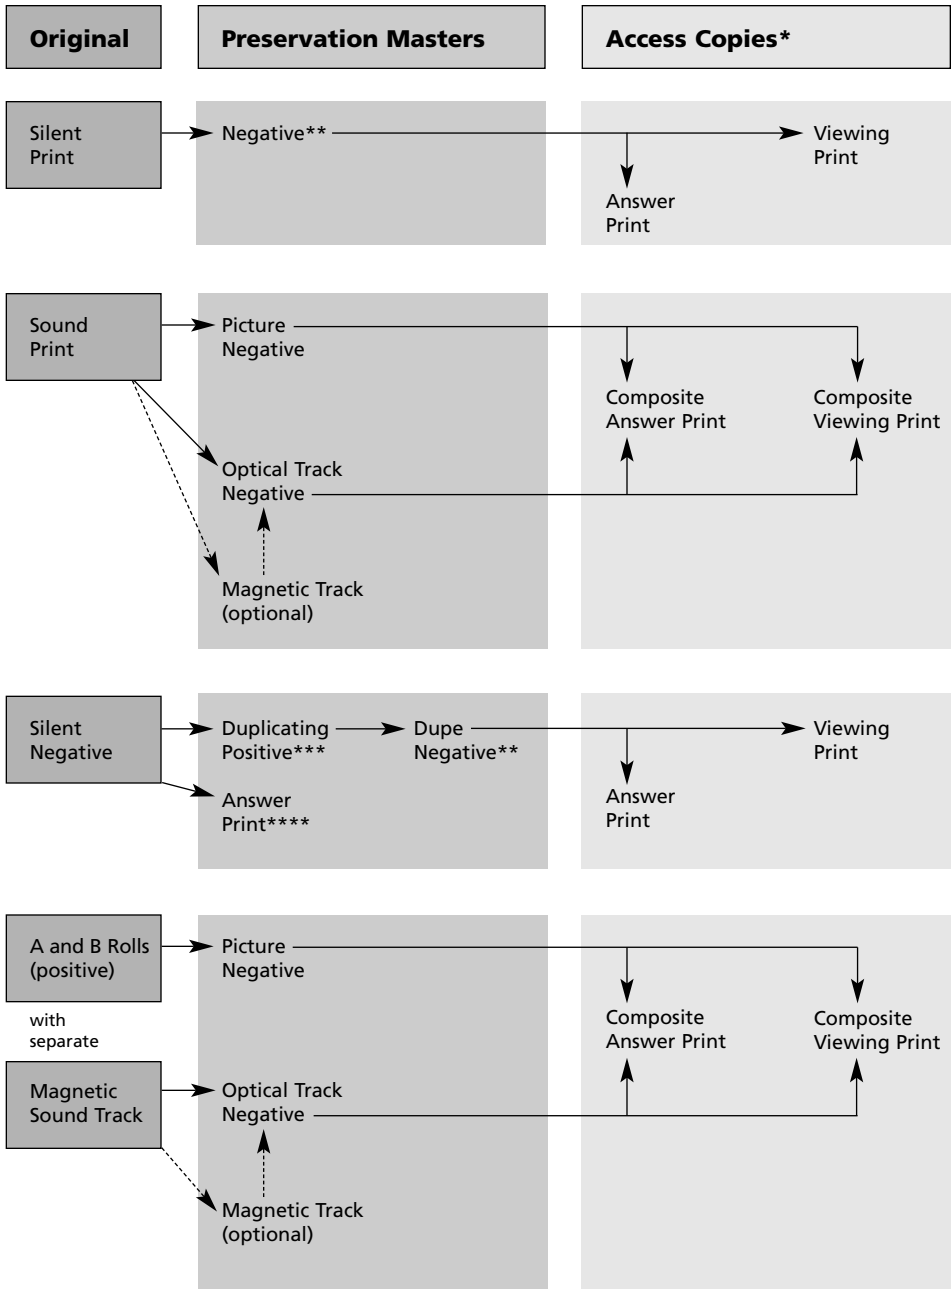 Original
Preservation Masters
Access Copies*
Silent
Print
Negative**
Viewing
Print
Answer
Print
Sound
Print
Picture
Negative
Composite
Answer Print
Composite
Viewing Print
Optical Track
Negative
Magnetic Track
(optional)
Silent
Negative
Duplicating
Positive***
Dupe
Negative**
Viewing
Print
Answer
Print****
Answer
Print
A and B Rolls
(positive)
Picture
Negative
with
separate
Composite
Answer Print
Composite
Viewing Print
Magnetic
Sound Track
Optical Track
Negative
Magnetic Track
(optional)